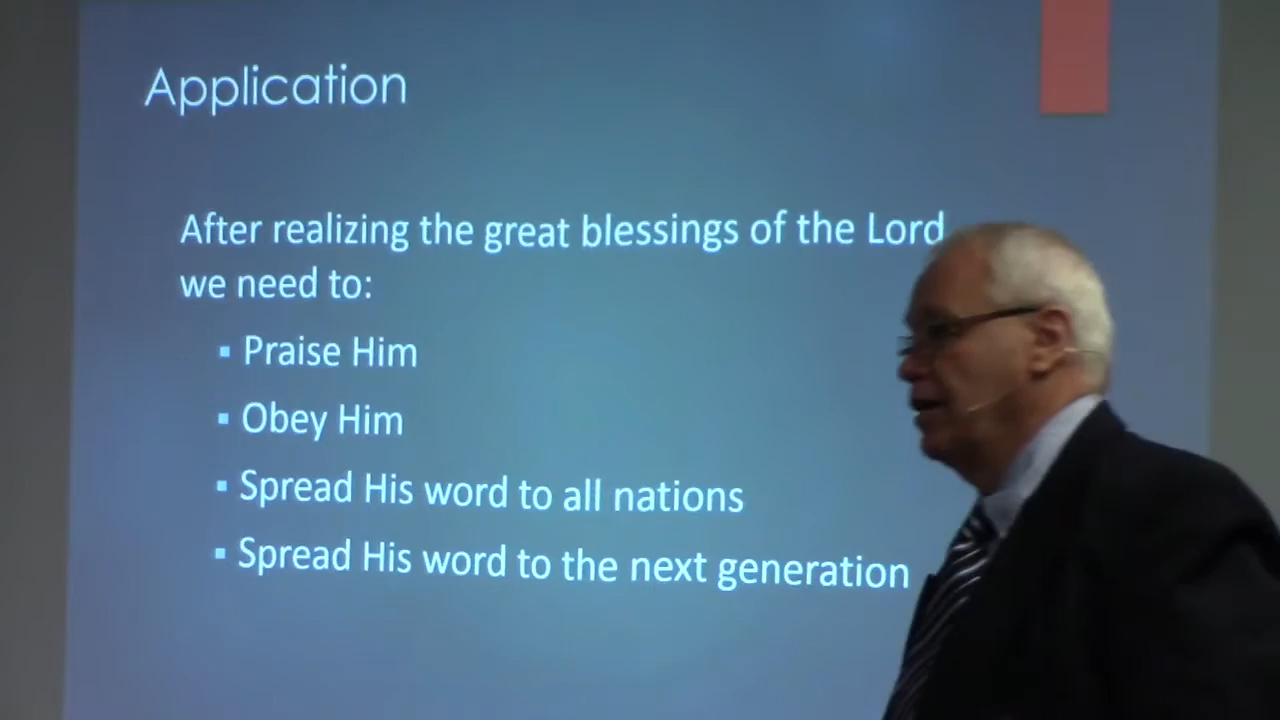 Application
After realizing the great blessings of the Lord
we need to:
▪ Praise Him
▪ Obey Him
▪ Spread His word to all nations
▪ Spread His word to the next generation